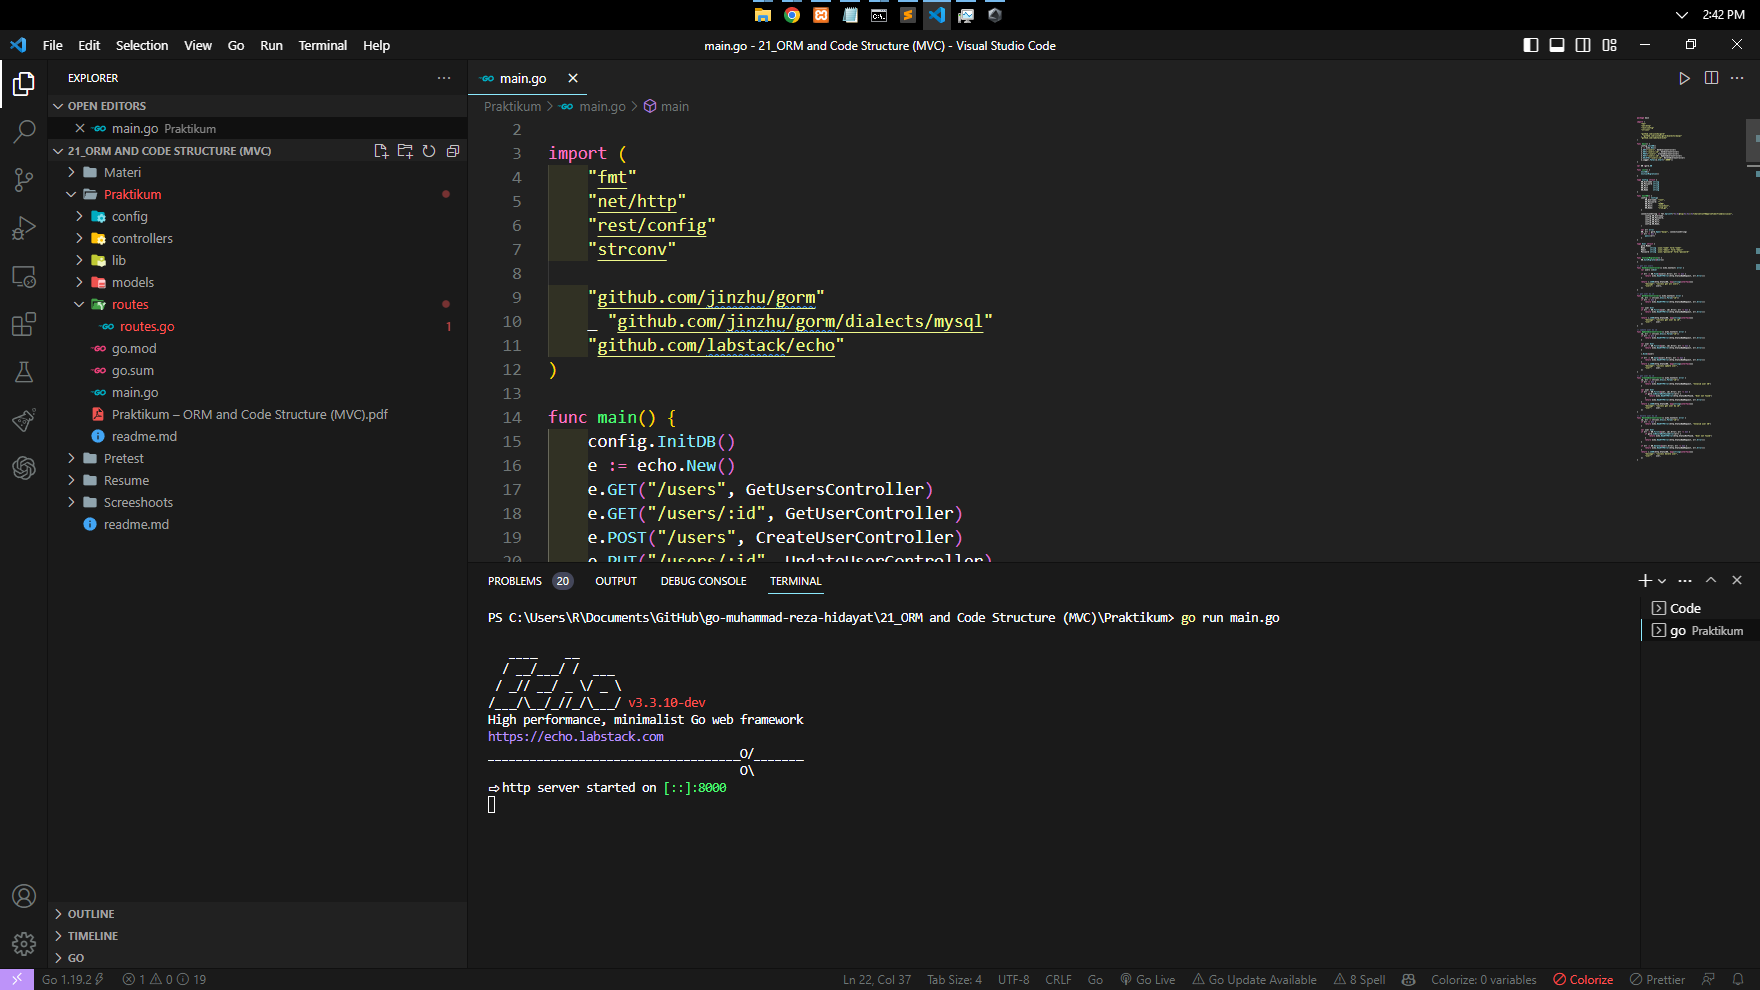 2:42 PM
File Edit Selection View Go Run Terminal Help
main.go - 21_ORM and Code Structure (MVC) - Visual Studio Code
EXPLORER
OPEN EDITORS
main.go Praktikum
21_ORM AND CODE STRUCTURE (MVC)
Materi
Praktikum
config
controllers
lib
models
routes
routes.go 1
go.mod
go.sum
main.go
Praktikum – ORM and Code Structure (MVC).pdf
readme.md
Pretest
Resume
Screeshoots
readme.md
OUTLINE
TIMELINE
GO
main.go
Praktikum > main.go > main
2
3 import (
4 "fmt"
5 "net/http"
6 "rest/config"
7 "strconv"
8
9 "github.com/jinzhu/gorm"
10 _ "github.com/jinzhu/gorm/dialects/mysql"
11 "github.com/labstack/echo"
12 )
13
14 func main() {
15 config.InitDB()
16 e := echo.New()
17 e.GET("/users", GetUsersController)
18 e.GET("/users/:id", GetUserController)
19 e.POST("/users", CreateUserController)
20 e.PUT("/users/:id", UpdateUserController)
PROBLEMS 20 OUTPUT DEBUG CONSOLE TERMINAL
PS C:\Users\R\Documents\GitHub\go-muhammad-reza-hidayat\21_ORM and Code Structure (MVC)\Praktikum> go run main.go
   ____    __
  / __/___/ /  ___
 / _// __/ _ \/ _ \
/___/\__/_//_/\___/ v3.3.10-dev
High performance, minimalist Go web framework
https://echo.labstack.com
____________________________________O/_______
                                    O\
⇨ http server started on [::]:8000
Code
go Praktikum
Go 1.19.2 1 0 19 Ln 22, Col 37 Tab Size: 4 UTF-8 CRLF Go Go Live Go Update Available 8 Spell Colorize: 0 variables Colorize Prettier